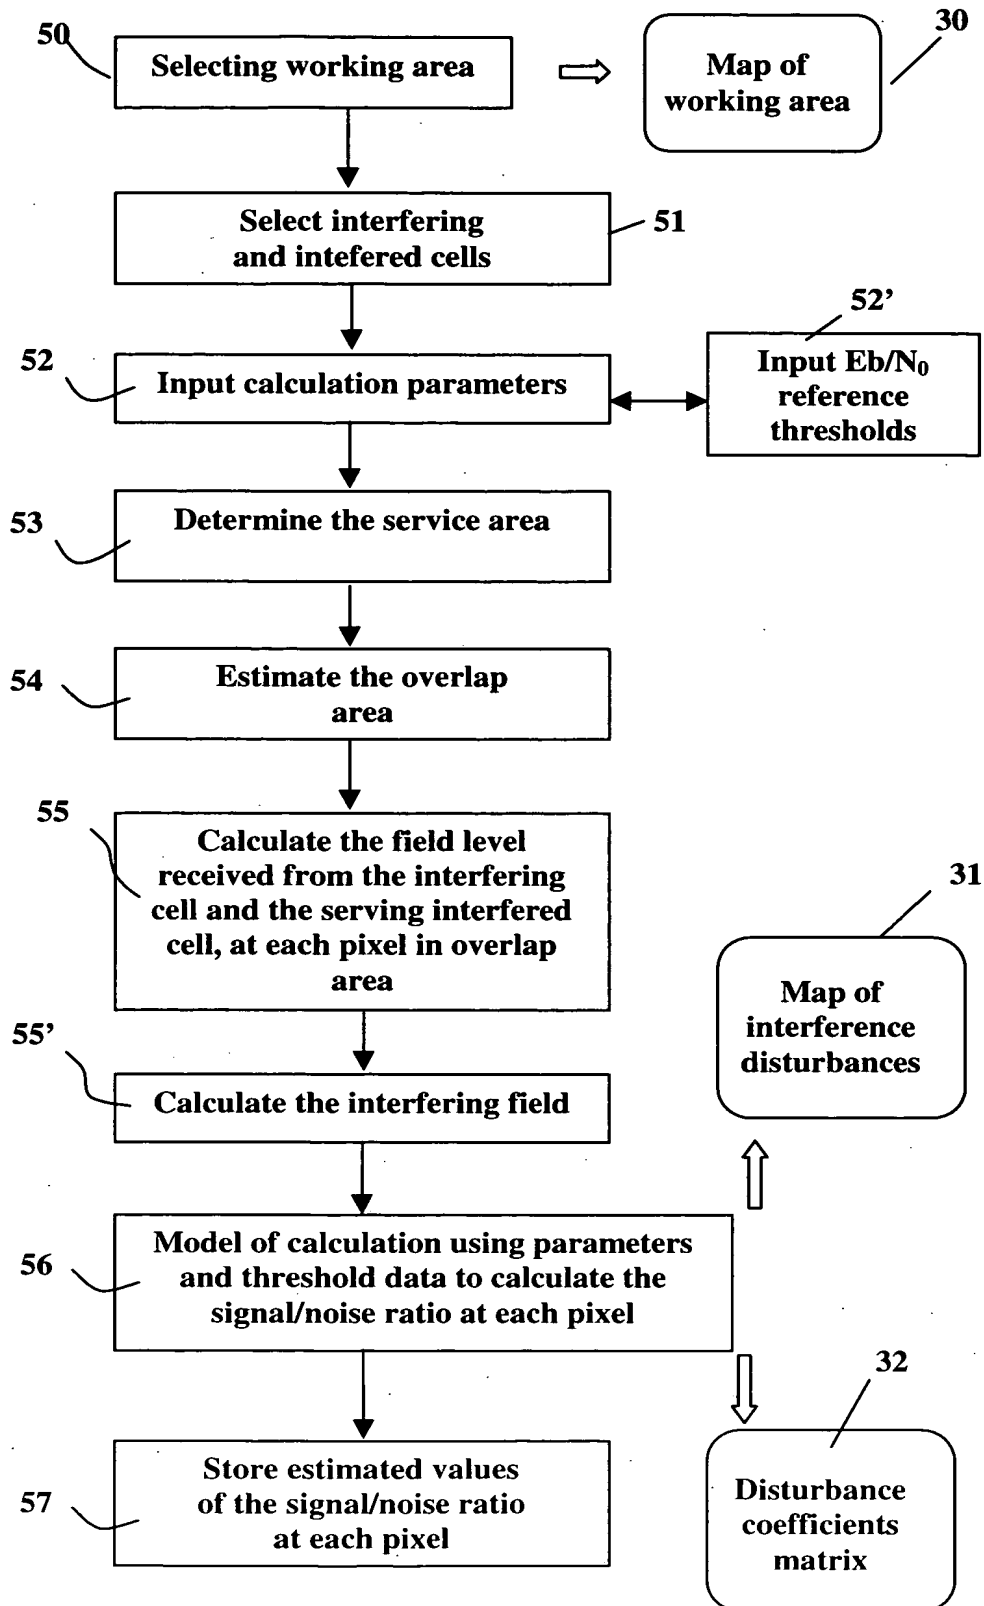 50
Selecting working area
30
Map of
working area
51
Select interfering
and intefered cells
52
Input calculation parameters
52’
Input Eb/N₀
reference
thresholds
53
Determine the service area
54
Estimate the overlap
area
55
Calculate the field level
received from the interfering
cell and the serving interfered
cell, at each pixel in overlap
area
55’
Calculate the interfering field
31
Map of
interference
disturbances
56
Model of calculation using parameters
and threshold data to calculate the
signal/noise ratio at each pixel
32
Disturbance
coefficients
matrix
57
Store estimated values
of the signal/noise ratio
at each pixel